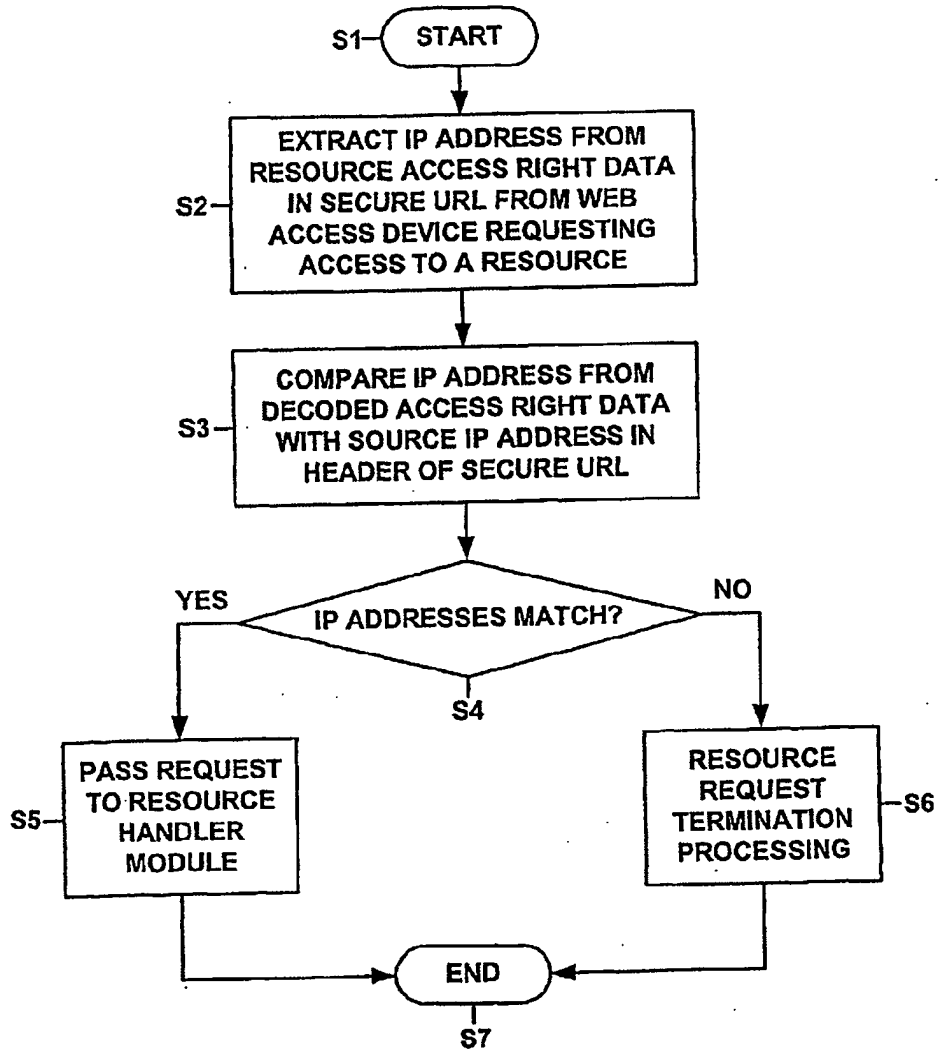 S1
START
EXTRACT IP ADDRESS FROM
RESOURCE ACCESS RIGHT DATA
IN SECURE URL FROM WEB
ACCESS DEVICE REQUESTING
ACCESS TO A RESOURCE
S2
COMPARE IP ADDRESS FROM
DECODED ACCESS RIGHT DATA
WITH SOURCE IP ADDRESS IN
HEADER OF SECURE URL
S3
YES
IP ADDRESSES MATCH?
NO
S4
PASS REQUEST
TO RESOURCE
HANDLER
MODULE
S5
RESOURCE
REQUEST
TERMINATION
PROCESSING
S6
END
S7